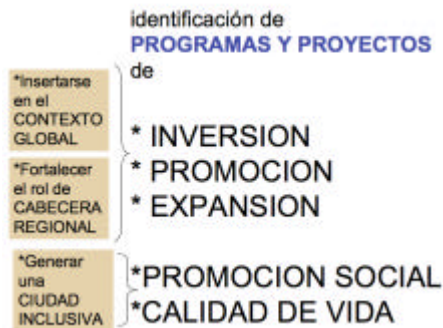 identificación de
PROGRAMAS Y PROYECTOS
de
*Insertarse
en el
CONTEXTO
GLOBAL
*Fortalecer
el rol de
CABECERA
REGIONAL
* INVERSION
* PROMOCION
* EXPANSION
*Generar
una
CIUDAD
INCLUSIVA
*PROMOCION SOCIAL
*CALIDAD DE VIDA